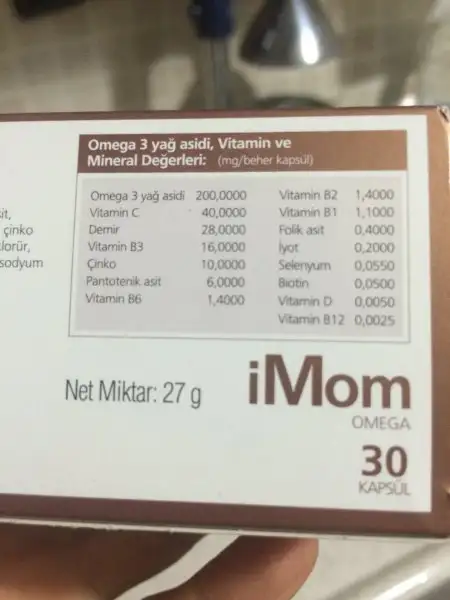 Omega 3 yağ asidi, Vitamin ve
Mineral Değerleri: (mg/beher kapsül)
Omega 3 yağ asidi 200,0000
Vitamin C 40,0000
Demir 28,0000
Vitamin B3 16,0000
Çinko 10,0000
Pantotenik asit 6,0000
Vitamin B6 1,4000
Vitamin B2 1,4000
Vitamin B1 1,1000
Folik asit 0,4000
İyot 0,2000
Selenyum 0,0550
Biotin 0,0500
Vitamin D 0,0050
Vitamin B12 0,0025
çinko
sodyum
Net Miktar: 27 g
iMom
OMEGA
30
KAPSÜL